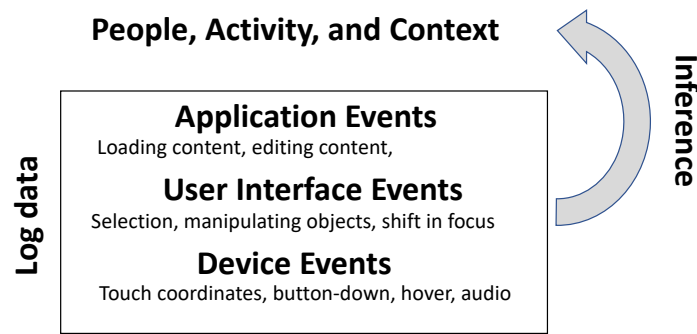 People, Activity, and Context
Application Events
Loading content, editing content,
User Interface Events
Selection, manipulating objects, shift in focus
Device Events
Touch coordinates, button-down, hover, audio
Log data
Inference